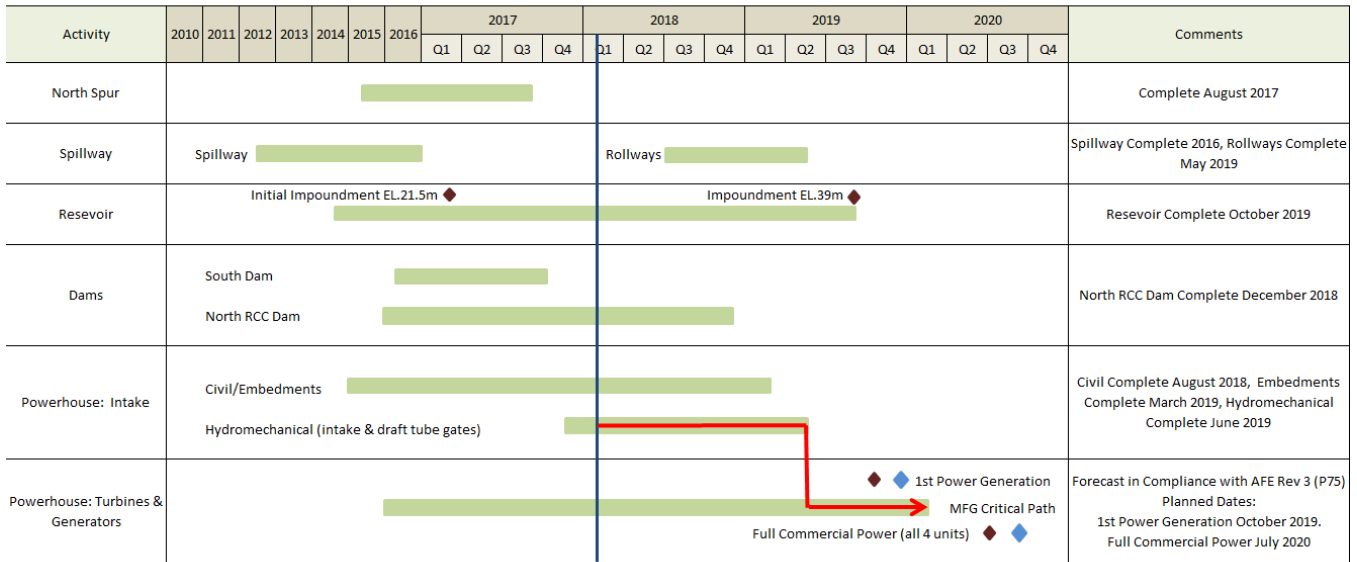 Activity
2010 2011 2012 2013 2014 2015 2016
2017
2018
2019
2020
Comments
Q1 Q2 Q3 Q4 Q1 Q2 Q3 Q4 Q1 Q2 Q3 Q4 Q1 Q2 Q3 Q4
North Spur
Complete August 2017
Spillway
Spillway
Rollways
Spillway Complete 2016, Rollways Complete
May 2019
Resevoir
Initial Impoundment EL.21.5m
Impoundment EL.39m
Resevoir Complete October 2019
Dams
South Dam
North RCC Dam
North RCC Dam Complete December 2018
Powerhouse: Intake
Civil/Embedments
Hydromechanical (intake & draft tube gates)
Civil Complete August 2018, Embedments
Complete March 2019, Hydromechanical
Complete June 2019
Powerhouse: Turbines &
Generators
1st Power Generation
MFG Critical Path
Full Commercial Power (all 4 units)
Forecast in Compliance with AFE Rev 3 (P75)
Planned Dates:
1st Power Generation October 2019.
Full Commercial Power July 2020